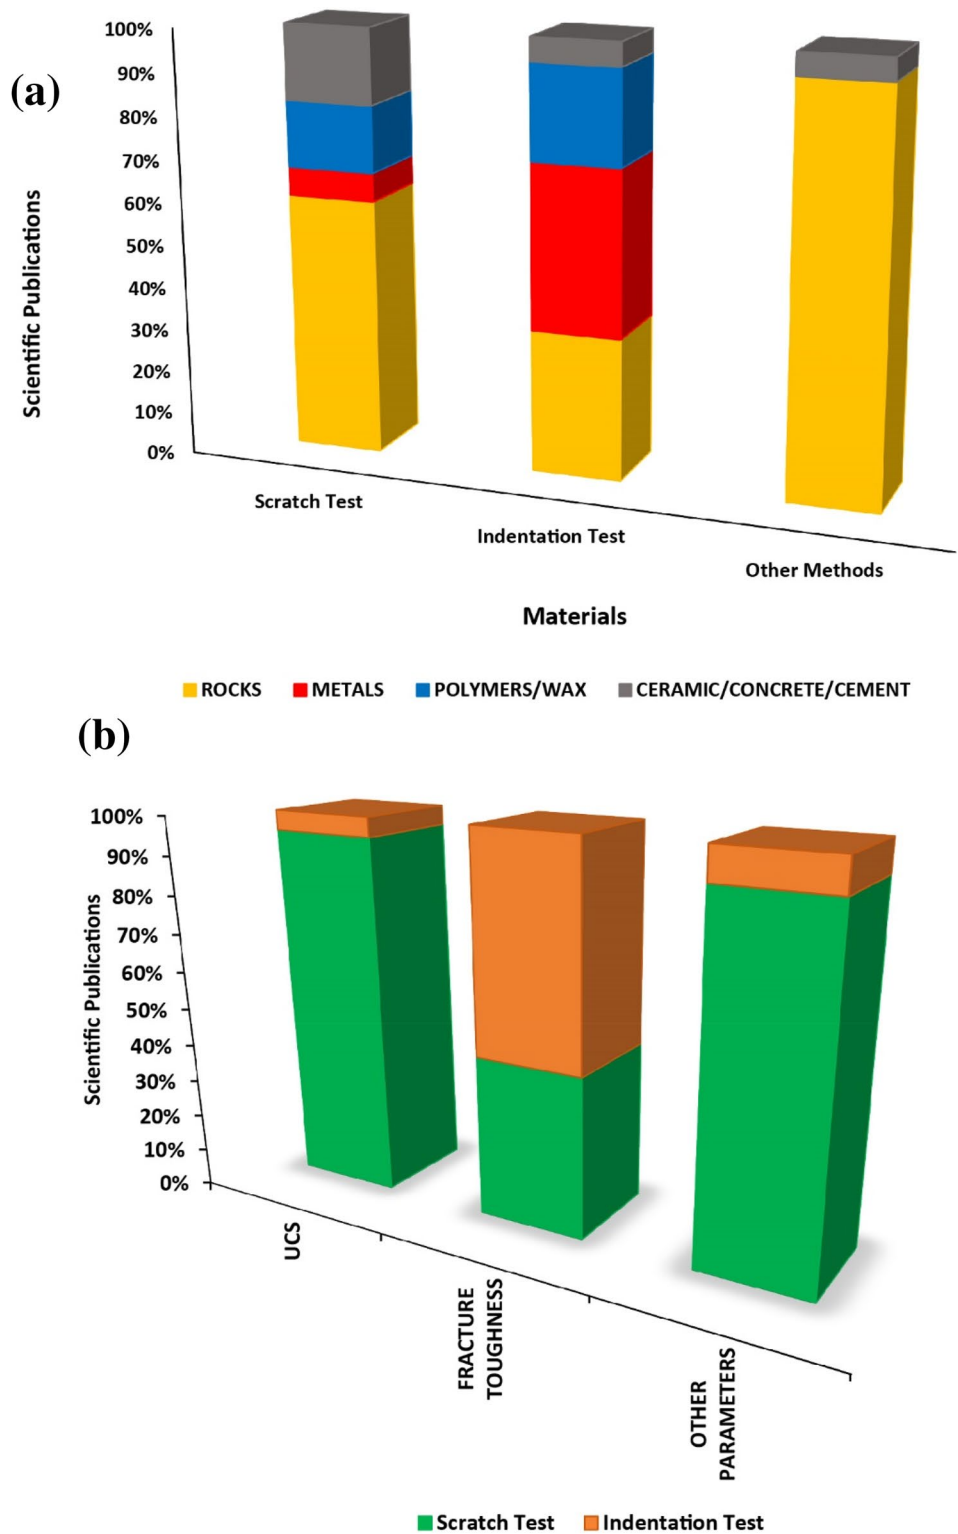 (a)
100%
90%
80%
70%
60%
50%
40%
30%
20%
10%
0%
Scientific Publications
Scratch Test
Indentation Test
Other Methods
Materials
ROCKS METALS POLYMERS/WAX CERAMIC/CONCRETE/CEMENT
(b)
100%
90%
80%
70%
60%
50%
40%
30%
20%
10%
0%
Scientific Publications
UCS
FRACTURE
TOUGHNESS
OTHER
PARAMETERS
Scratch Test Indentation Test